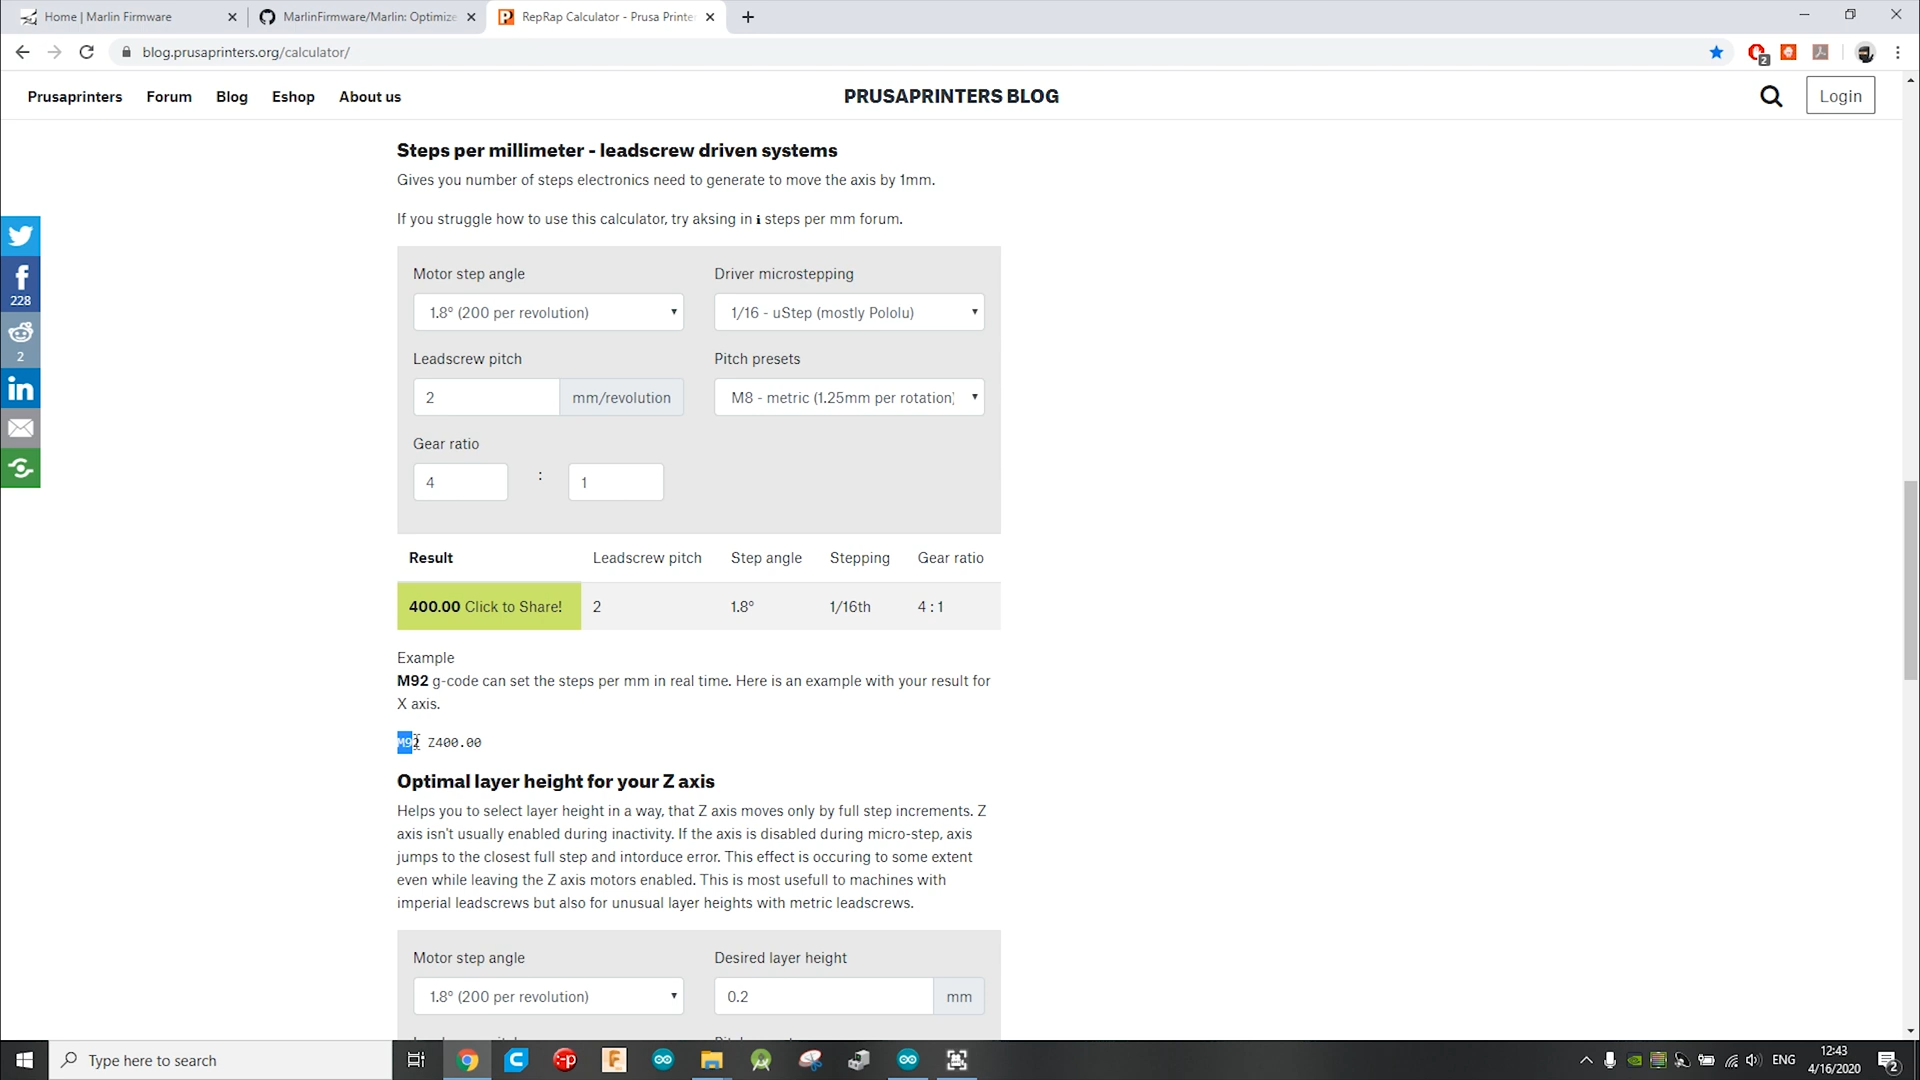 Home | Marlin Firmware
MarlinFirmware/Marlin: Optimize
RepRap Calculator - Prusa Printe
blog.prusaprinters.org/calculator/
2
Prusaprinters Forum Blog Eshop About us
PRUSAPRINTERS BLOG
Login
Steps per millimeter - leadscrew driven systems
Gives you number of steps electronics need to generate to move the axis by 1mm.
If you struggle how to use this calculator, try aksing in i steps per mm forum.
228
2
in
Motor step angle Driver microstepping
1.8° (200 per revolution) 1/16 - uStep (mostly Pololu)
Leadscrew pitch Pitch presets
2 mm/revolution M8 - metric (1.25mm per rotation)
Gear ratio
4 : 1
Result Leadscrew pitch Step angle Stepping Gear ratio
400.00 Click to Share! 2 1.8° 1/16th 4 : 1
Example
M92 g-code can set the steps per mm in real time. Here is an example with your result for
X axis.
M92 Z400.00
Optimal layer height for your Z axis
Helps you to select layer height in a way, that Z axis moves only by full step increments. Z
axis isn't usually enabled during inactivity. If the axis is disabled during micro-step, axis
jumps to the closest full step and intorduce error. This effect is occuring to some extent
even while leaving the Z axis motors enabled. This is most usefull to machines with
imperial leadscrews but also for unusual layer heights with metric leadscrews.
Motor step angle Desired layer height
1.8° (200 per revolution) 0.2 mm
Type here to search
ENG
12:43
4/16/2020
2